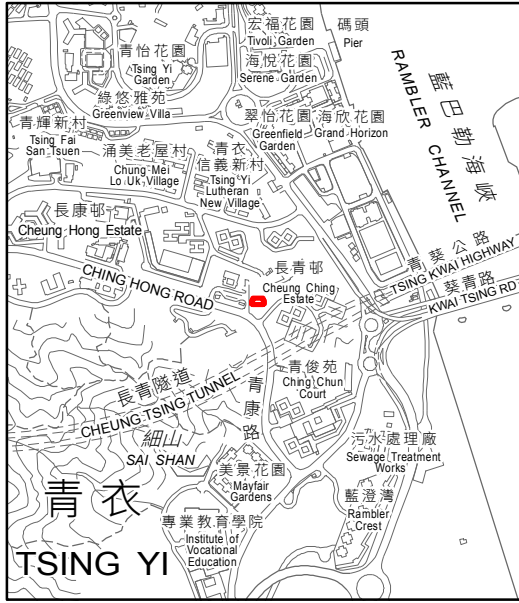 宏福花園
Tivoli Garden
碼頭
Pier
青怡花園
Tsing Yi
Garden
海悅花園
Serene Garden
藍巴勒海峽
RAMBLER CHANNEL
綠悠雅苑
Greenview Villa
翠怡花園
Greenfield
Garden
海欣花園
Grand Horizon
青輝新村
Tsing Fai
San Tsuen
涌美老屋村
Chung Mei
Lo Uk Village
青衣
信義新村
Tsing Yi
Lutheran
New Village
長康邨
Cheung Hong Estate
長青邨
Cheung Ching
Estate
青葵公路
TSING KWAI HIGHWAY
葵青路
KWAI TSING RD
CHING HONG ROAD
青康路
長青隧道
CHEUNG TSING TUNNEL
青俊苑
Ching Chun
Court
細山
SAI SHAN
污水處理廠
Sewage Treatment
Works
美景花園
Mayfair
Gardens
藍澄灣
Rambler
Crest
青衣
TSING YI
專業教育學院
Institute of
Vocational
Education